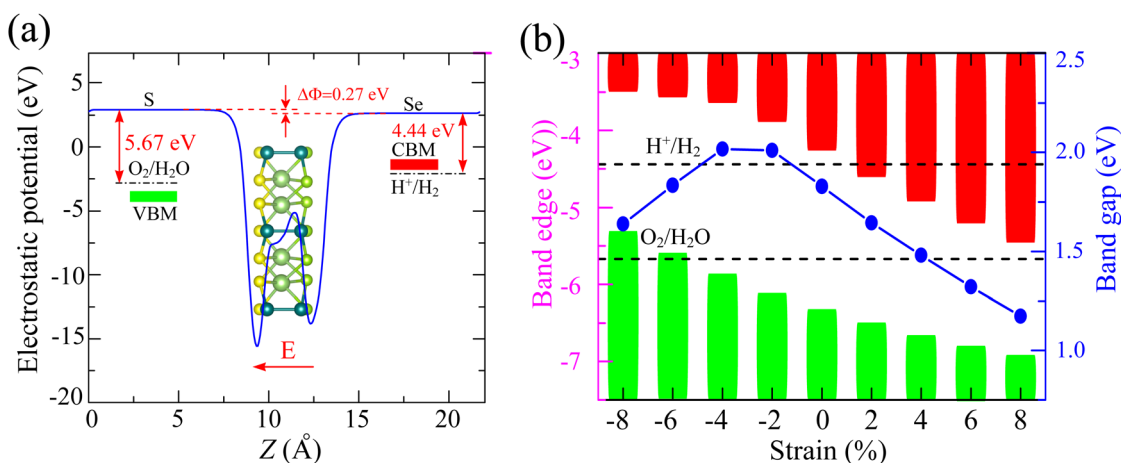 (a)
Electrostatic potential (eV)
5
0
-5
-10
-15
-20
S
ΔΦ=0.27 eV
Se
5.67 eV
4.44 eV
O₂/H₂O
VBM
CBM
H⁺/H₂
E
0
5
10
15
20
Z (Å)
(b)
Band edge (eV))
-3
-4
-5
-6
-7
H⁺/H₂
O₂/H₂O
2.5
2.0
1.5
1.0
Band gap (eV)
-8
-6
-4
-2
0
2
4
6
8
Strain (%)